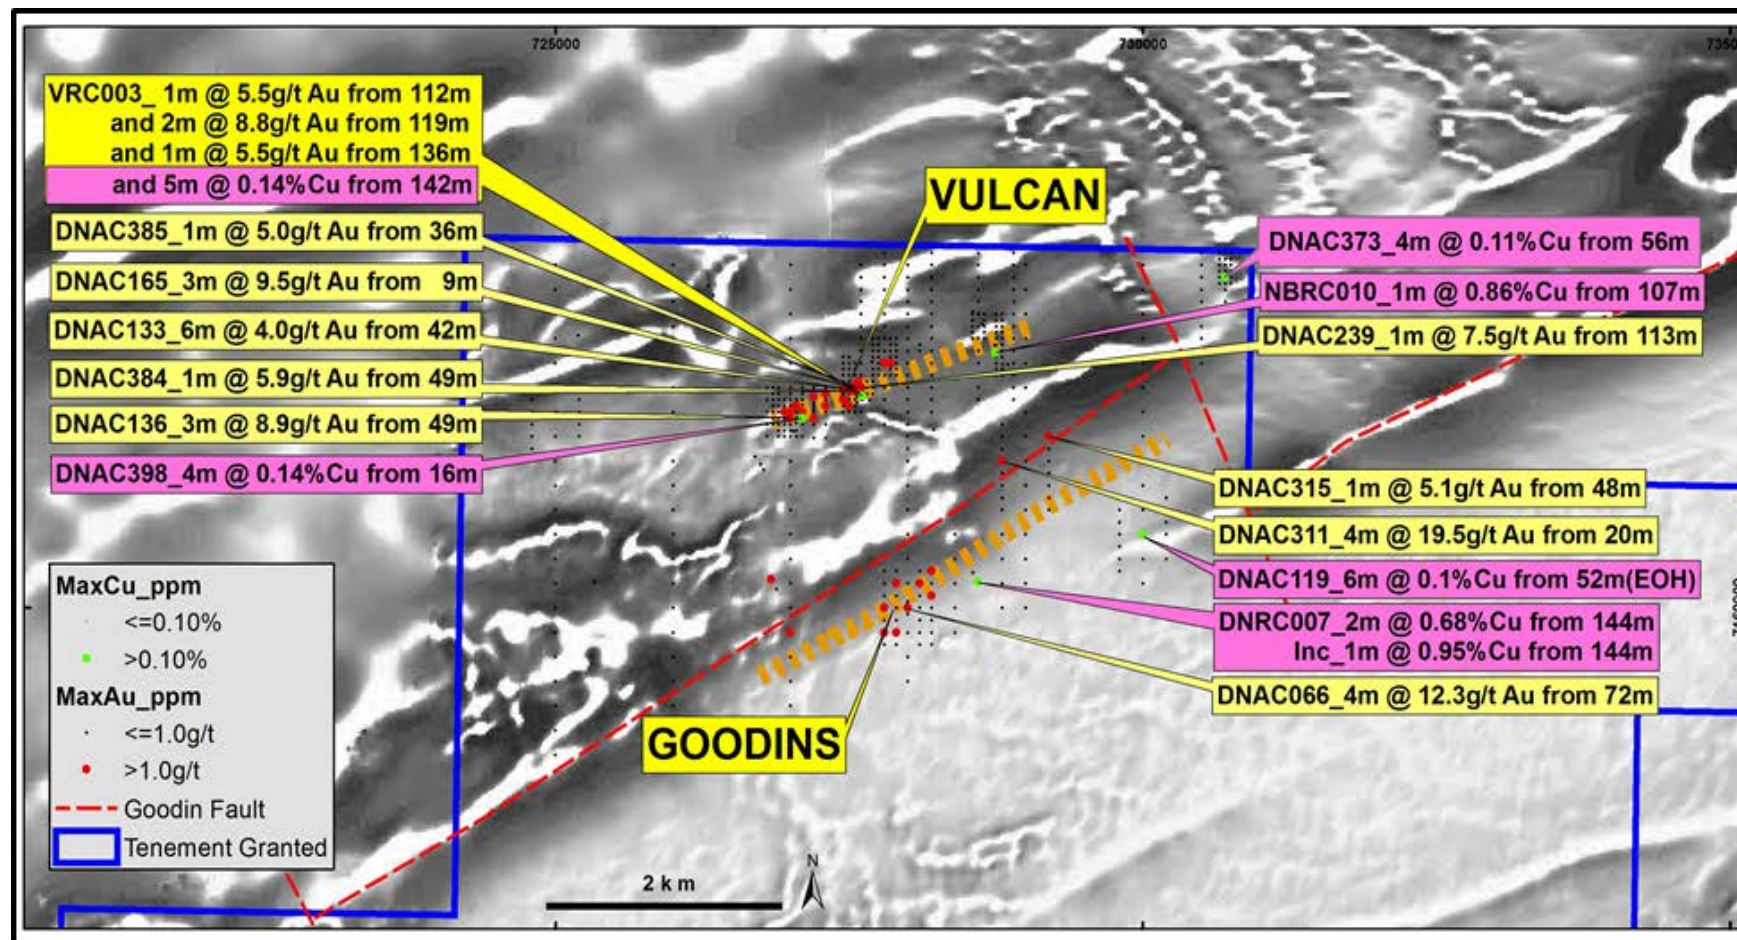 725000
730000
VRC003_ 1m @ 5.5g/t Au from 112m
and 2m @ 8.8g/t Au from 119m
and 1m @ 5.5g/t Au from 136m
and 5m @ 0.14%Cu from 142m
DNAC385_1m @ 5.0g/t Au from 36m
DNAC165_3m @ 9.5g/t Au from 9m
DNAC133_6m @ 4.0g/t Au from 42m
DNAC384_1m @ 5.9g/t Au from 49m
DNAC136_3m @ 8.9g/t Au from 49m
DNAC398_4m @ 0.14%Cu from 16m
VULCAN
DNAC373_4m @ 0.11%Cu from 56m
NBRC010_1m @ 0.86%Cu from 107m
DNAC239_1m @ 7.5g/t Au from 113m
DNAC315_1m @ 5.1g/t Au from 48m
DNAC311_4m @ 19.5g/t Au from 20m
DNAC119_6m @ 0.1%Cu from 52m(EOH)
DNRC007_2m @ 0.68%Cu from 144m
Inc_1m @ 0.95%Cu from 144m
DNAC066_4m @ 12.3g/t Au from 72m
GOODINS
MaxCu_ppm
<=0.10%
>0.10%
MaxAu_ppm
<=1.0g/t
>1.0g/t
Goodin Fault
Tenement Granted
2 km
N